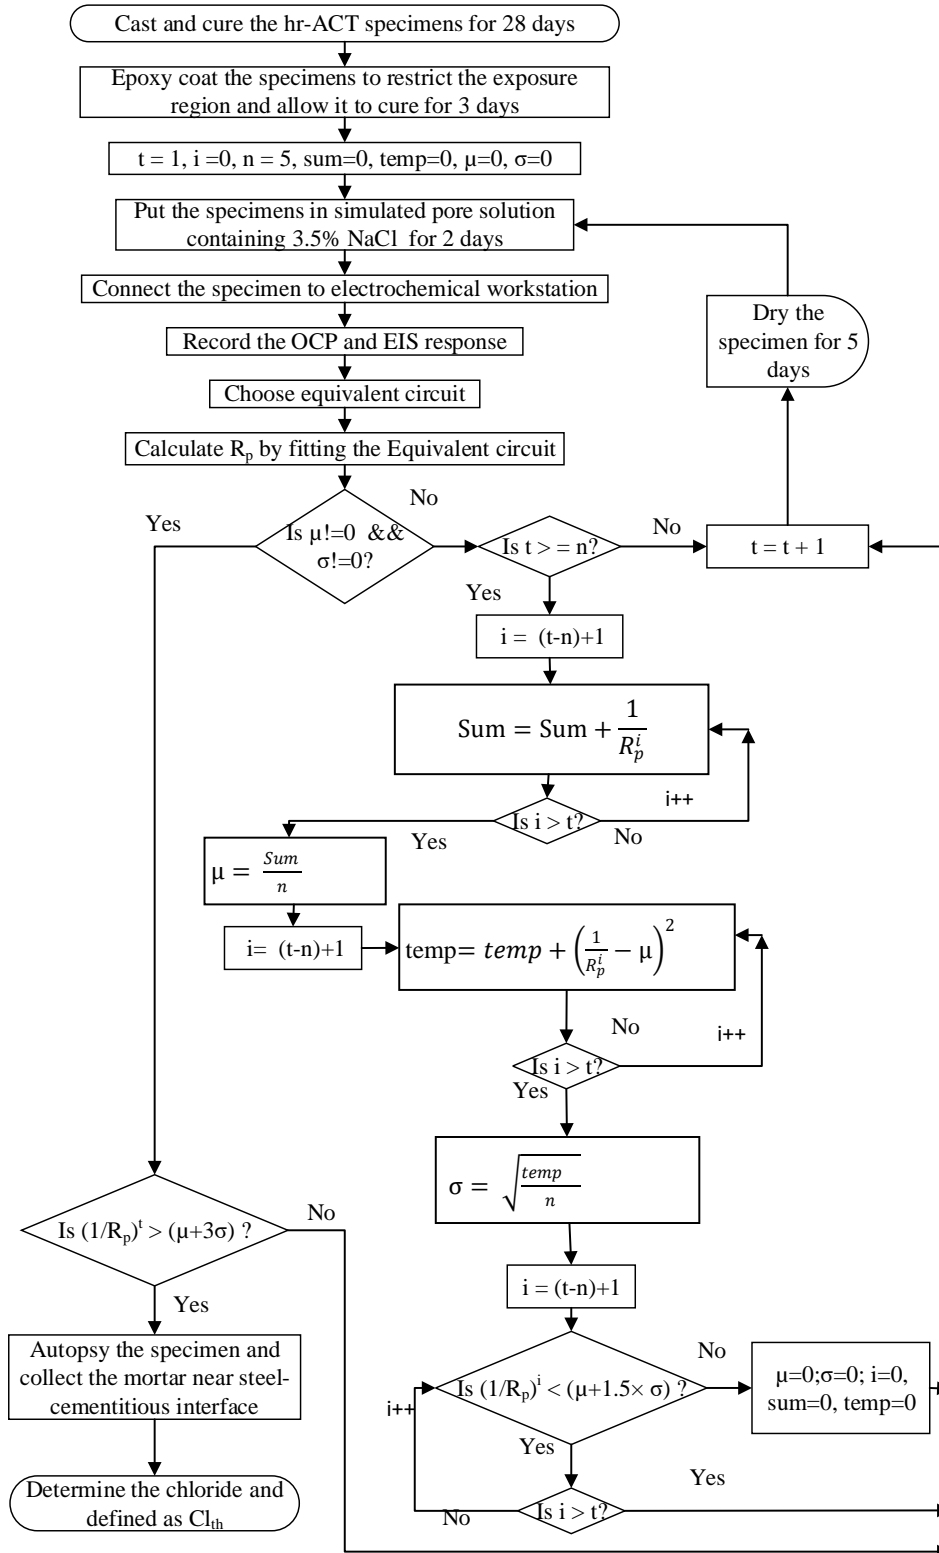 Cast and cure the hr-ACT specimens for 28 days
Epoxy coat the specimens to restrict the exposure
region and allow it to cure for 3 days
t = 1, i =0, n = 5, sum=0, temp=0, μ=0, σ=0
Put the specimens in simulated pore solution
containing 3.5% NaCl for 2 days
Connect the specimen to electrochemical workstation
Dry the
specimen for 5
days
Record the OCP and EIS response
Choose equivalent circuit
Calculate Rₚ by fitting the Equivalent circuit
No
Yes
Is μ!=0 &&
σ!=0?
Is t > = n?
No
t = t + 1
Yes
i = (t-n)+1
Sum = Sum + 1/Rₚⁱ
i++
Is i > t?
Yes
No
μ = Sum/n
i= (t-n)+1
temp= temp + (1/Rₚⁱ − μ)²
No
i++
Is i > t?
Yes
σ = √(temp/n)
Is (1/Rₚ)ᵗ > (μ+3σ) ?
No
i = (t-n)+1
Yes
Autopsy the specimen and
collect the mortar near steel-
cementitious interface
Is (1/Rₚ)ⁱ < (μ+1.5× σ) ?
No
μ=0;σ=0; i=0,
sum=0, temp=0
i++
Yes
Determine the chloride and
defined as Clₜₕ
Is i > t?
Yes
No